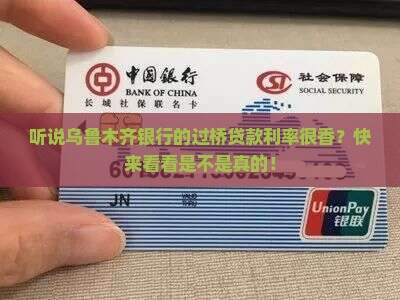 中国银行
BANK OF CHINA
长城社保联名卡
社会保障
SOCIAL SECURITY
听说乌鲁木齐银行的过桥贷款利率很香？快
来看看是不是真的！
JN
UnionPay
银联